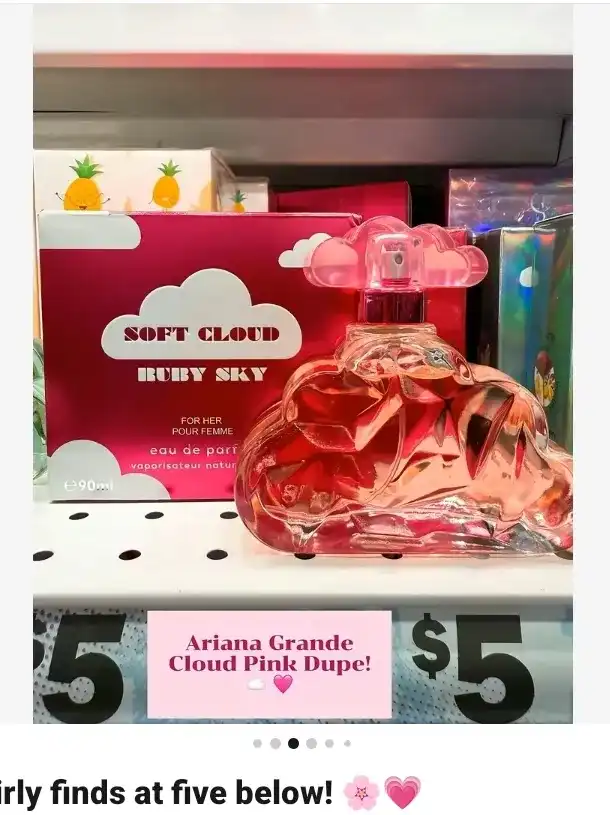 SOFT CLOUD
RUBY SKY
FOR HER
POUR FEMME
eau de parf
vaporisateur natur
℮90ml
$5
Ariana Grande
Cloud Pink Dupe!
☁️💗
$5
irly finds at five below! 🌸💗